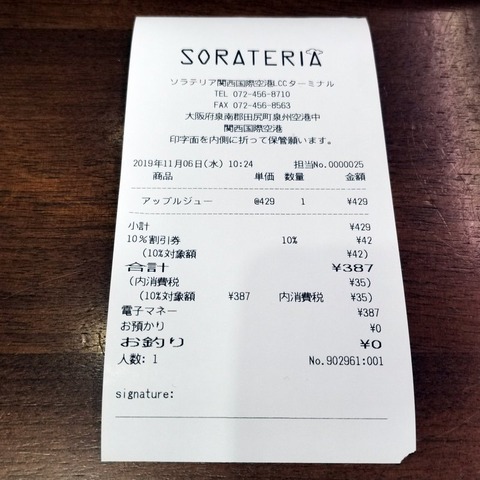 SORATERIA
ソラテリア関西国際空港LCCターミナル
TEL 072-456-8710
FAX 072-456-8563
大阪府泉南郡田尻町泉州空港中
関西国際空港
印字面を内側に折って保管願います。
2019年11月06日(水) 10:24 担当No.0000025
商品 単価 数量 金額
アップルジュー @429 1 ¥429
小計 ¥429
10%割引券 10% ¥42
(10%対象額 ¥42)
合計 ¥387
(内消費税 ¥35)
(10%対象額 ¥387 内消費税 ¥35)
電子マネー ¥387
お預かり ¥0
お釣り ¥0
人数: 1 No.902961:001
signature: